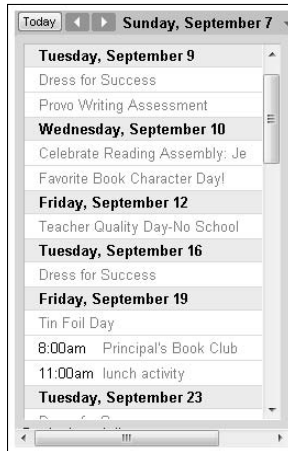 Today Sunday, September 7
Tuesday, September 9
Dress for Success
Provo Writing Assessment
Wednesday, September 10
Celebrate Reading Assembly: Je
Favorite Book Character Day!
Friday, September 12
Teacher Quality Day-No School
Tuesday, September 16
Dress for Success
Friday, September 19
Tin Foil Day
8:00am Principal's Book Club
11:00am lunch activity
Tuesday, September 23